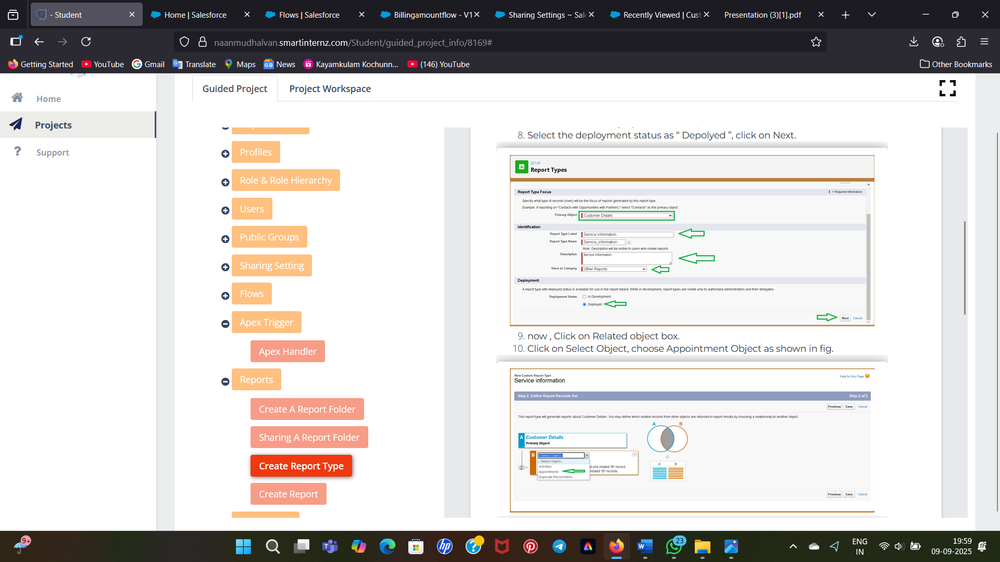 - Student
Home | Salesforce
Flows | Salesforce
Billingamountflow - V1
Sharing Settings ~ Sal
Recently Viewed | Cust
Presentation (3)[1].pdf
naanmudhalvan.smartinternz.com/Student/guided_project_info/8169#
Getting Started
YouTube
Gmail
Translate
Maps
News
Kayamkulam Kochunn...
(146) YouTube
Other Bookmarks
Home
Projects
Support
Guided Project
Project Workspace
Profiles
Role & Role Hierarchy
Users
Public Groups
Sharing Setting
Flows
Apex Trigger
Apex Handler
Reports
Create A Report Folder
Sharing A Report Folder
Create Report Type
Create Report
8. Select the deployment status as “ Depolyed ”, click on Next.
SETUP
Report Types
Report Type Focus
= Required Information
Specify what type of records (rows) will be the focus of reports generated by this report type.
Example: If reporting on "Contacts with Opportunities with Partners," select "Contacts" as the primary object.
Primary Object
Customer Details
Identification
Report Type Label
Service information
Report Type Name
Service_information
Note: Description will be visible to users who create reports.
Description
Service information
Store in Category
Other Reports
Deployment
A report type with deployed status is available for use in the report wizard. While in development, report types are visible only to authorized administrators and their delegates.
Deployment Status
In Development
Deployed
Next
Cancel
9. now , Click on Related object box.
10. Click on Select Object, choose Appointment Object as shown in fig.
New Custom Report Type
Service information
Help for this Page
Step 2. Define Report Records Set
Step 2 of 2
Previous
Save
Cancel
This report type will generate reports about Customer Details. You may define which related records from other objects are returned in report results by choosing a relationship to another object.
A
Customer Details
Primary Object
B
--Select Object--
--Select Object--
Activities
Appointments
Duplicate Record Items
t one related "B" record.
related "B" records.
A
B
A
B
Previous
Save
Cancel
9+
23
ENG
IN
19:59
09-09-2025